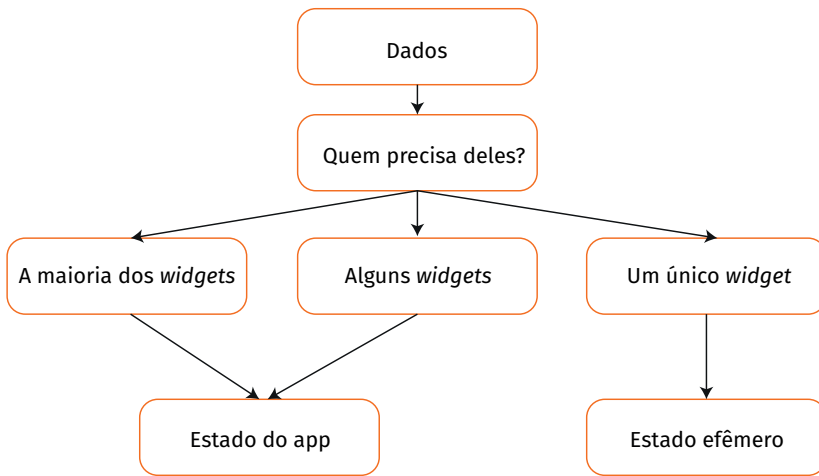 Dados
Quem precisa deles?
A maioria dos widgets
Alguns widgets
Um único widget
Estado do app
Estado efêmero